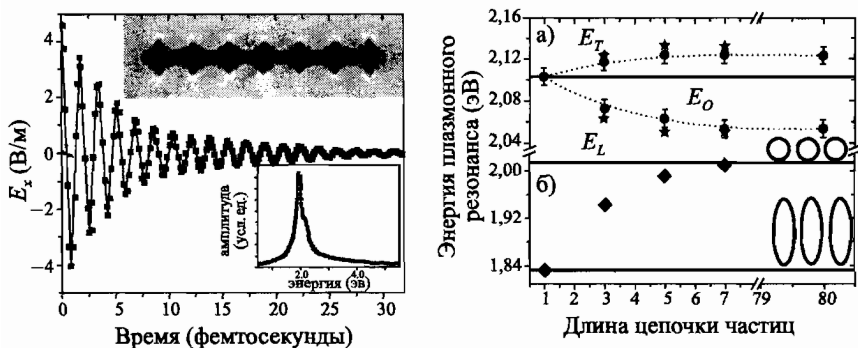 4
2
0
−2
−4
E_x (В/м)
0 5 10 15 20 25 30
Время (фемтосекунды)
амплитуда
(усл. ед.)
2.0 4.0
энергия (эв)
Энергия плазмонного
резонанса (эВ)
2,16
2,12
2,08
2,04
2,00
1,92
1,84
а)
E_T
E_O
E_L
б)
1 2 3 4 5 6 7 79 80
Длина цепочки частиц